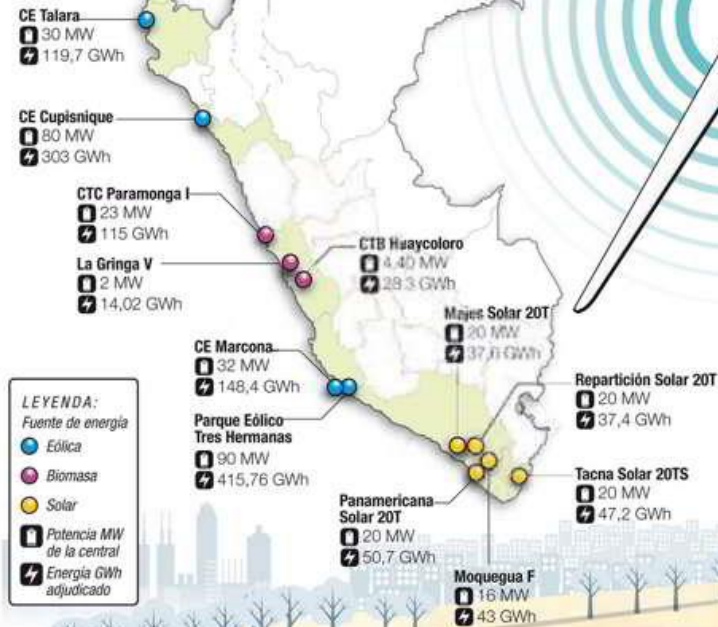 CE Talara
30 MW
119,7 GWh
CE Cupisnique
80 MW
303 GWh
CTC Paramonga I
23 MW
115 GWh
La Gringa V
2 MW
14,02 GWh
CTB Huaycoloro
4,40 MW
28,3 GWh
Majes Solar 20T
20 MW
37,6 GWh
CE Marcona
32 MW
148,4 GWh
Repartición Solar 20T
20 MW
37,4 GWh
Parque Eólico
Tres Hermanas
90 MW
415,76 GWh
Tacna Solar 20TS
20 MW
47,2 GWh
Panamericana
Solar 20T
20 MW
50,7 GWh
Moquegua F
16 MW
43 GWh
LEYENDA:
Fuente de energía
Eólica
Biomasa
Solar
Potencia MW
de la central
Energía GWh
adjudicado